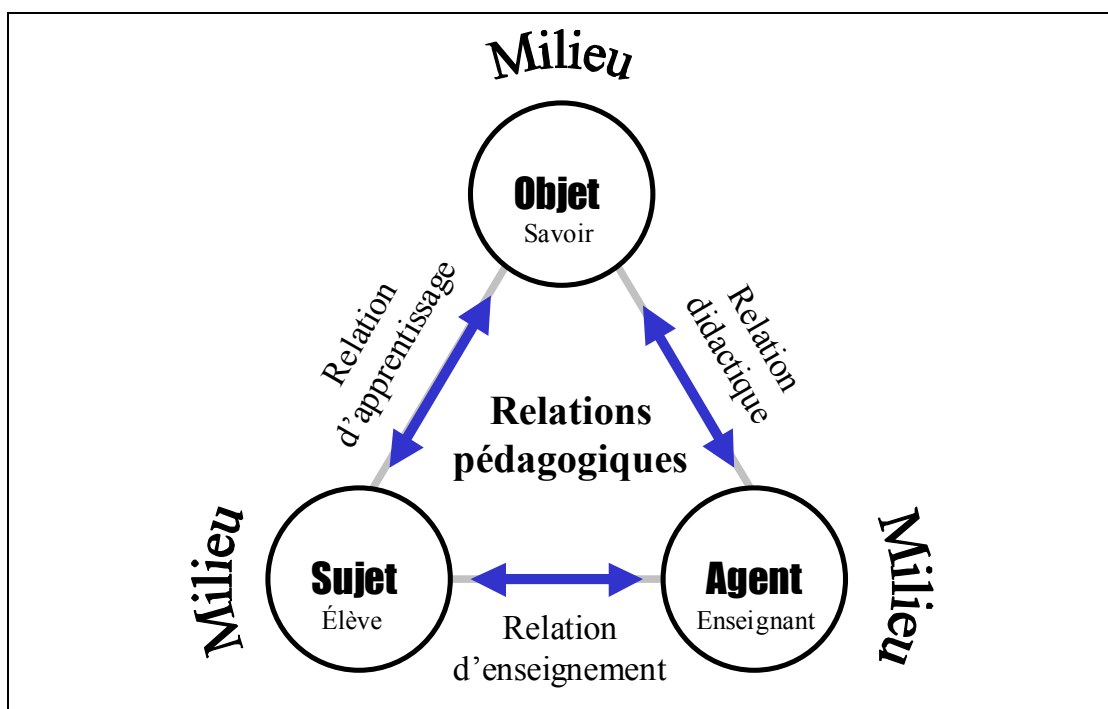 Milieu
Objet
Savoir
Relation
d’apprentissage
Relation
didactique
Relations
pédagogiques
Milieu
Sujet
Élève
Relation
d’enseignement
Agent
Enseignant
Milieu